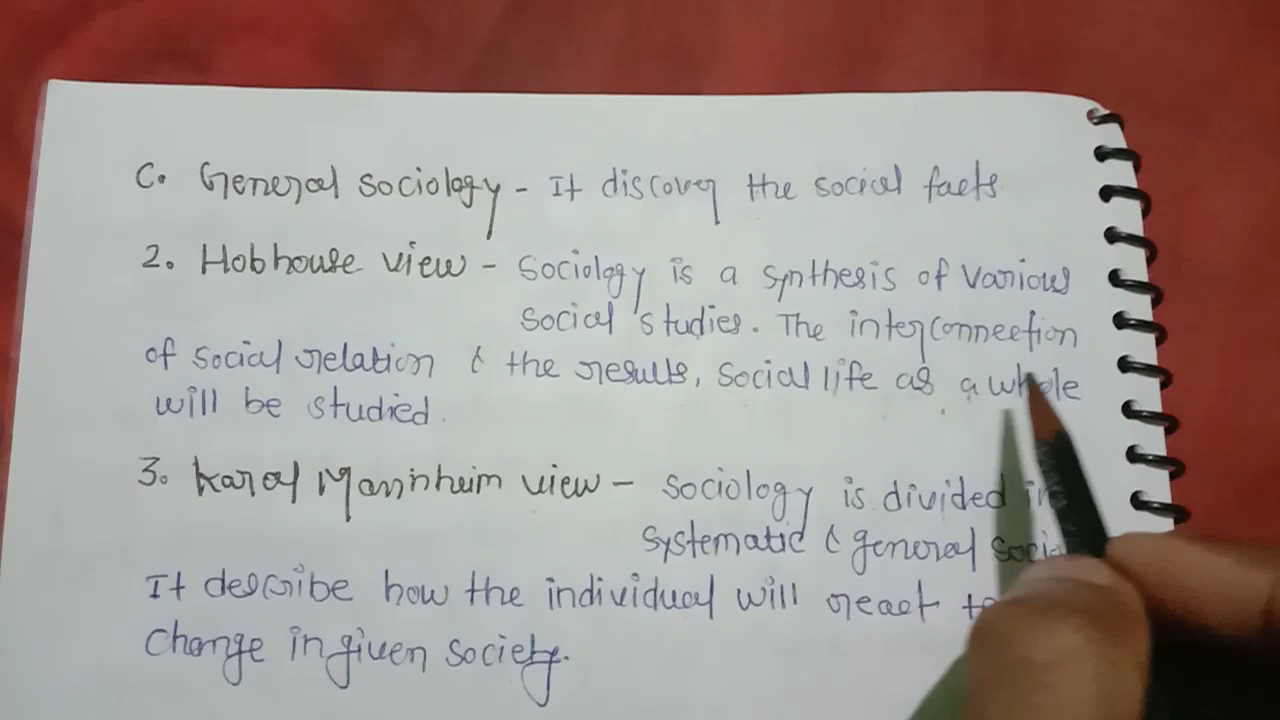 C. General sociology - It discover the social facts
2. Hobhouse view - Sociology is a synthesis of various
social studies. The interconnection
of social relation & the results, social life as a whole
will be studied.
3. Karal Mannheim view - Sociology is divided
systematic & general
It describe how the individual will react
change in given society.